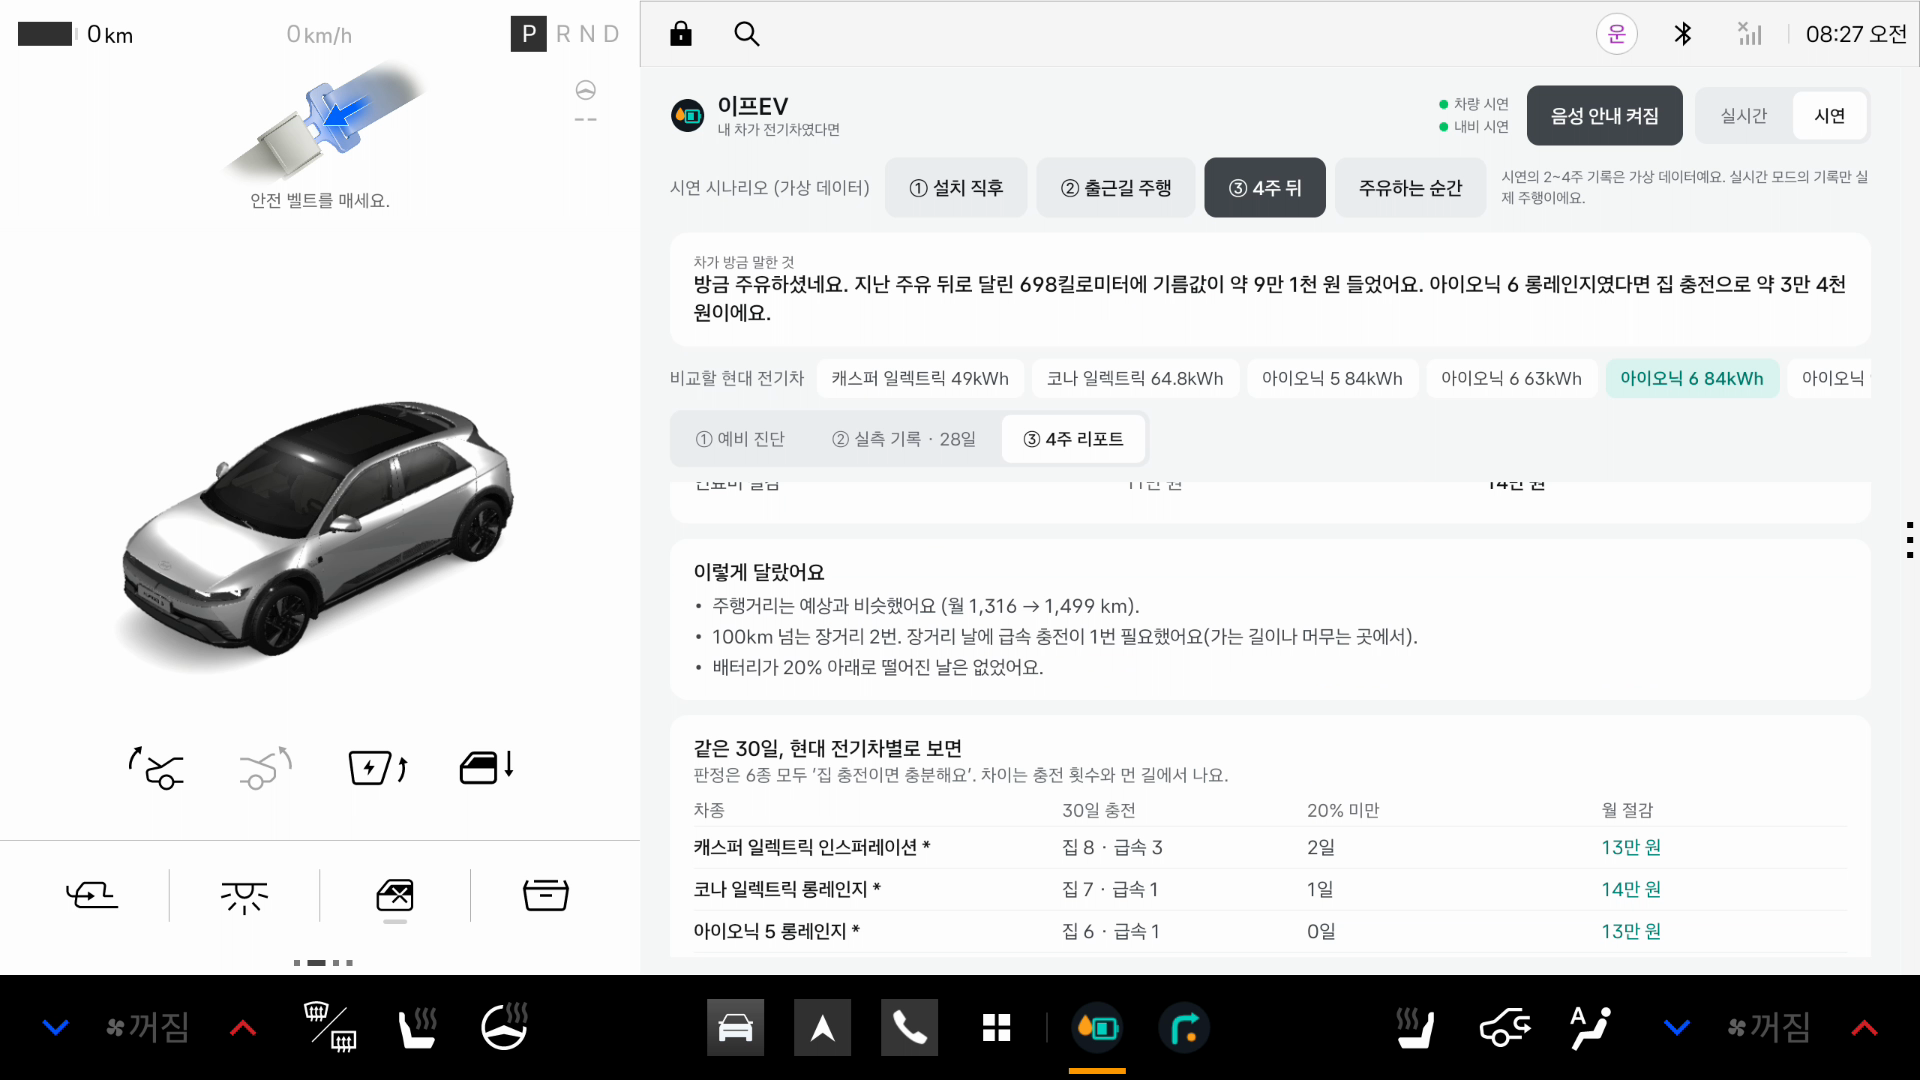 0 km
0 km/h
P R N D
안전 벨트를 매세요.
운
08:27 오전
이프EV
내 차가 전기차였다면
차량 시연
내비 시연
음성 안내 켜짐
실시간
시연
시연 시나리오 (가상 데이터)
① 설치 직후
② 출근길 주행
③ 4주 뒤
주유하는 순간
시연의 2~4주 기록은 가상 데이터예요. 실시간 모드의 기록만 실
제 주행이에요.
차가 방금 말한 것
방금 주유하셨네요. 지난 주유 뒤로 달린 698킬로미터에 기름값이 약 9만 1천 원 들었어요. 아이오닉 6 롱레인지였다면 집 충전으로 약 3만 4천
원이에요.
비교할 현대 전기차
캐스퍼 일렉트릭 49kWh
코나 일렉트릭 64.8kWh
아이오닉 5 84kWh
아이오닉 6 63kWh
아이오닉 6 84kWh
아이오닉
① 예비 진단
② 실측 기록 · 28일
③ 4주 리포트
연료비 절감 11만 원 14만 원
이렇게 달랐어요
• 주행거리는 예상과 비슷했어요 (월 1,316 → 1,499 km).
• 100km 넘는 장거리 2번. 장거리 날에 급속 충전이 1번 필요했어요(가는 길이나 머무는 곳에서).
• 배터리가 20% 아래로 떨어진 날은 없었어요.
같은 30일, 현대 전기차별로 보면
판정은 6종 모두 '집 충전이면 충분해요'. 차이는 충전 횟수와 먼 길에서 나요.
차종 30일 충전 20% 미만 월 절감
캐스퍼 일렉트릭 인스퍼레이션 * 집 8 · 급속 3 2일 13만 원
코나 일렉트릭 롱레인지 * 집 7 · 급속 1 1일 14만 원
아이오닉 5 롱레인지 * 집 6 · 급속 1 0일 13만 원
꺼짐
A
꺼짐